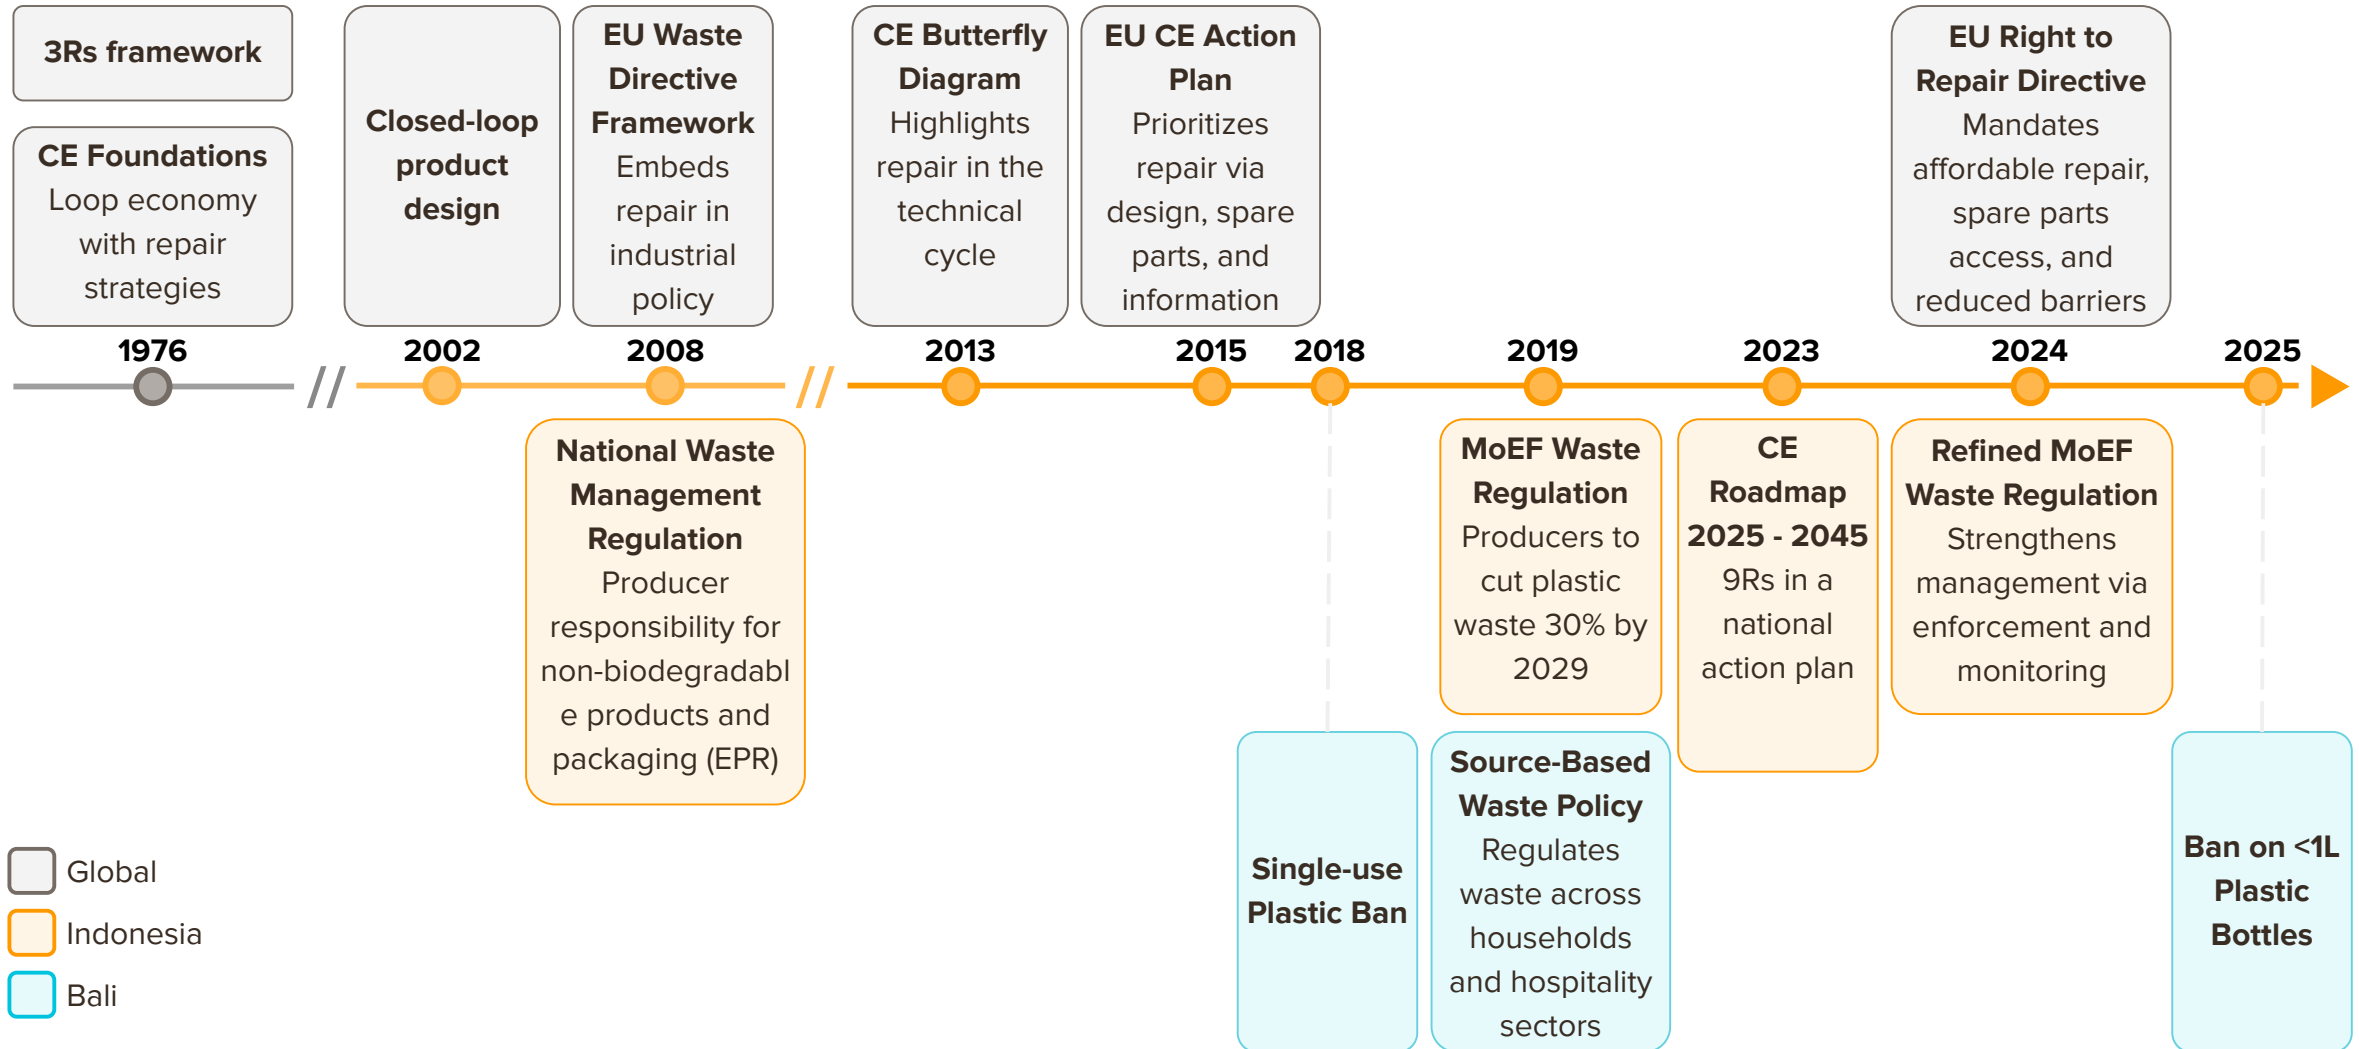 3Rs framework
CE Foundations
Loop economy
with repair
strategies
Closed-loop
product
design
EU Waste
Directive
Framework
Embeds
repair in
industrial
policy
CE Butterfly
Diagram
Highlights
repair in the
technical
cycle
EU CE Action
Plan
Prioritizes
repair via
design, spare
parts, and
information
EU Right to
Repair Directive
Mandates
affordable repair,
spare parts
access, and
reduced barriers
1976
2002
2008
2013
2015
2018
2019
2023
2024
2025
National Waste
Management
Regulation
Producer
responsibility for
non-biodegradabl
e products and
packaging (EPR)
MoEF Waste
Regulation
Producers to
cut plastic
waste 30% by
2029
CE
Roadmap
2025 - 2045
9Rs in a
national
action plan
Refined MoEF
Waste Regulation
Strengthens
management via
enforcement and
monitoring
Single-use
Plastic Ban
Source-Based
Waste Policy
Regulates
waste across
households
and hospitality
sectors
Ban on <1L
Plastic
Bottles
Global
Indonesia
Bali